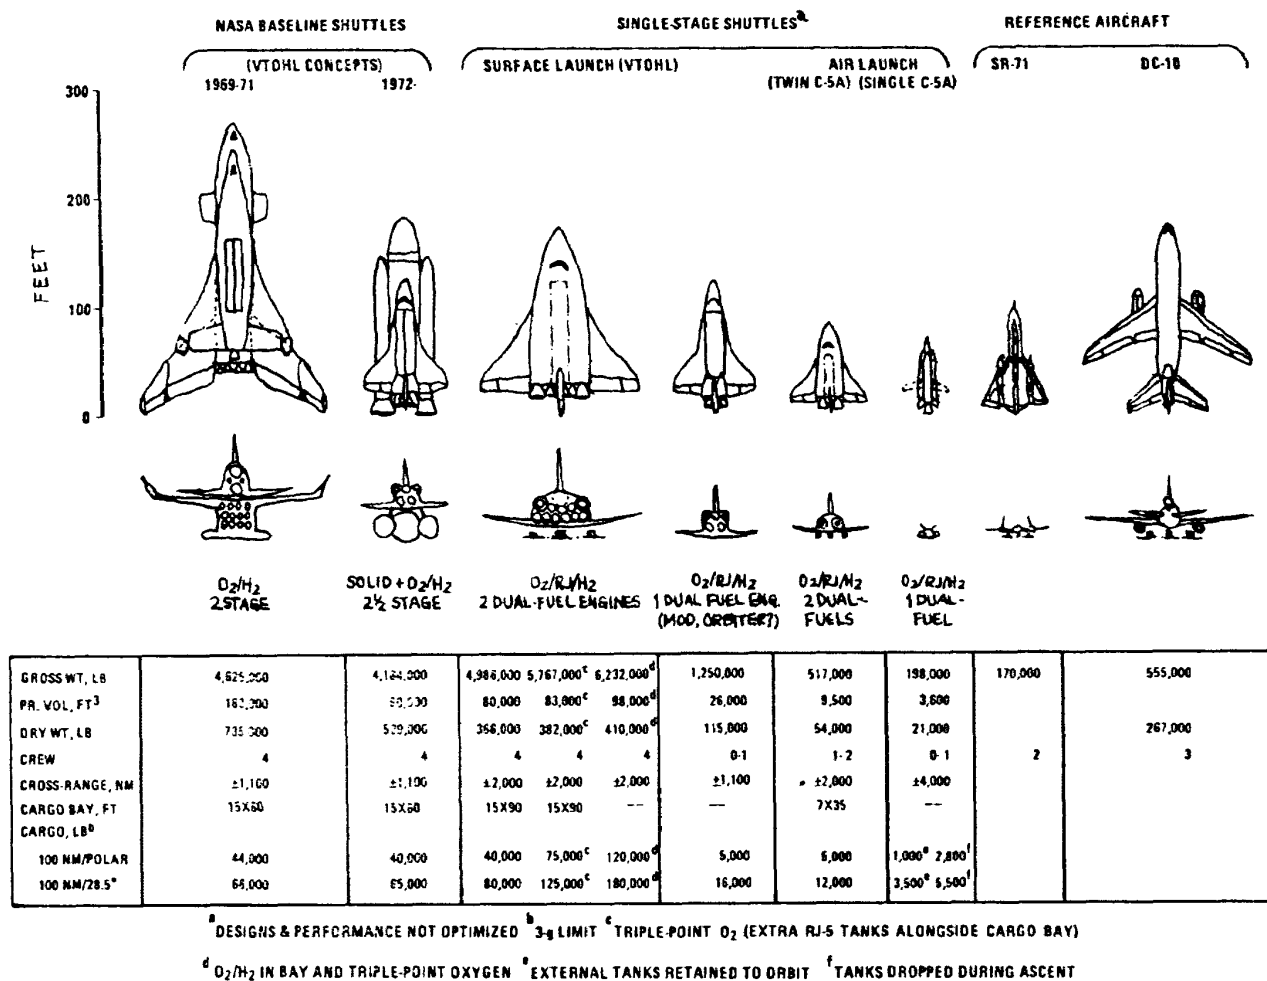 NASA BASELINE SHUTTLES SINGLE-STAGE SHUTTLESa REFERENCE AIRCRAFT
(VTOHL CONCEPTS) SURFACE LAUNCH (VTOHL) AIR LAUNCH SR-71 DC-10
1969-71 1972- (TWIN C-5A) (SINGLE C-5A)
300
200
FEET
100
0
O2/H2 SOLID + O2/H2 O2/RJ/H2 O2/RJ/H2 O2/RJ/H2 O2/RJ/H2
2 STAGE 2½ STAGE 2 DUAL-FUEL ENGINES 1 DUAL FUEL ENG. 2 DUAL- 1 DUAL-
(MOD, ORBITER?) FUELS FUEL
GROSS WT, LB 4,986,000 5,767,000c 6,232,000d 1,250,000 517,000 198,000 170,000 555,000
PR. VOL, FT3 80,000 83,000c 98,000d 26,000 9,500 3,600
DRY WT, LB 366,000 382,000c 410,000d 115,000 54,000 21,000 267,000
CREW 4 4 4 4 4 0-1 1-2 0-1 2 3
CROSS-RANGE, NM ±1,100 ±1,100 ±2,000 ±2,000 ±2,000 ±1,100 ±2,000 ±4,000
CARGO BAY, FT 15X60 15X60 15X90 15X90 -- -- 7X35 --
CARGO, LBb
100 NM/POLAR 44,000 40,000 40,000 75,000c 120,000d 5,000 1,000e 2,800f
100 NM/28.5° 65,000 80,000 125,000c 180,000d 16,000 12,000 3,500e 5,500f
a DESIGNS & PERFORMANCE NOT OPTIMIZED b 3-g LIMIT c TRIPLE-POINT O2 (EXTRA RJ-5 TANKS ALONGSIDE CARGO BAY)
d O2/H2 IN BAY AND TRIPLE-POINT OXYGEN e EXTERNAL TANKS RETAINED TO ORBIT f TANKS DROPPED DURING ASCENT